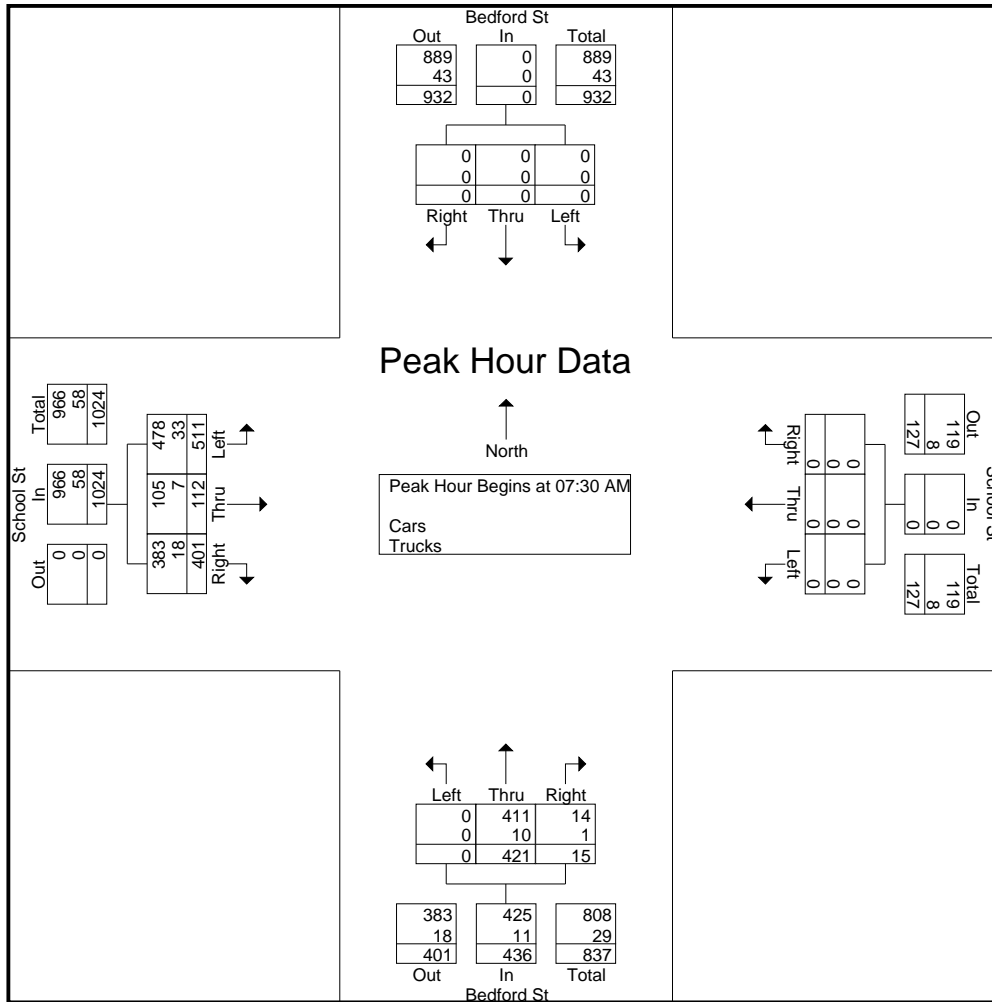 Bedford St
Out In Total
889 0 889
43 0 43
932 0 932
0 0 0
0 0 0
0 0 0
Right Thru Left
Peak Hour Data
North
Peak Hour Begins at 07:30 AM
Cars
Trucks
School St
Total
966
58
1024
In
966
58
1024
Out
0
0
0
Left
478
33
511
Thru
105
7
112
Right
383
18
401
Right
0
0
0
Thru
0
0
0
Left
0
0
0
Out
119
8
127
In
0
0
0
Total
119
8
127
School St
Left Thru Right
0 411 14
0 10 1
0 421 15
383 425 808
18 11 29
401 436 837
Out In Total
Bedford St